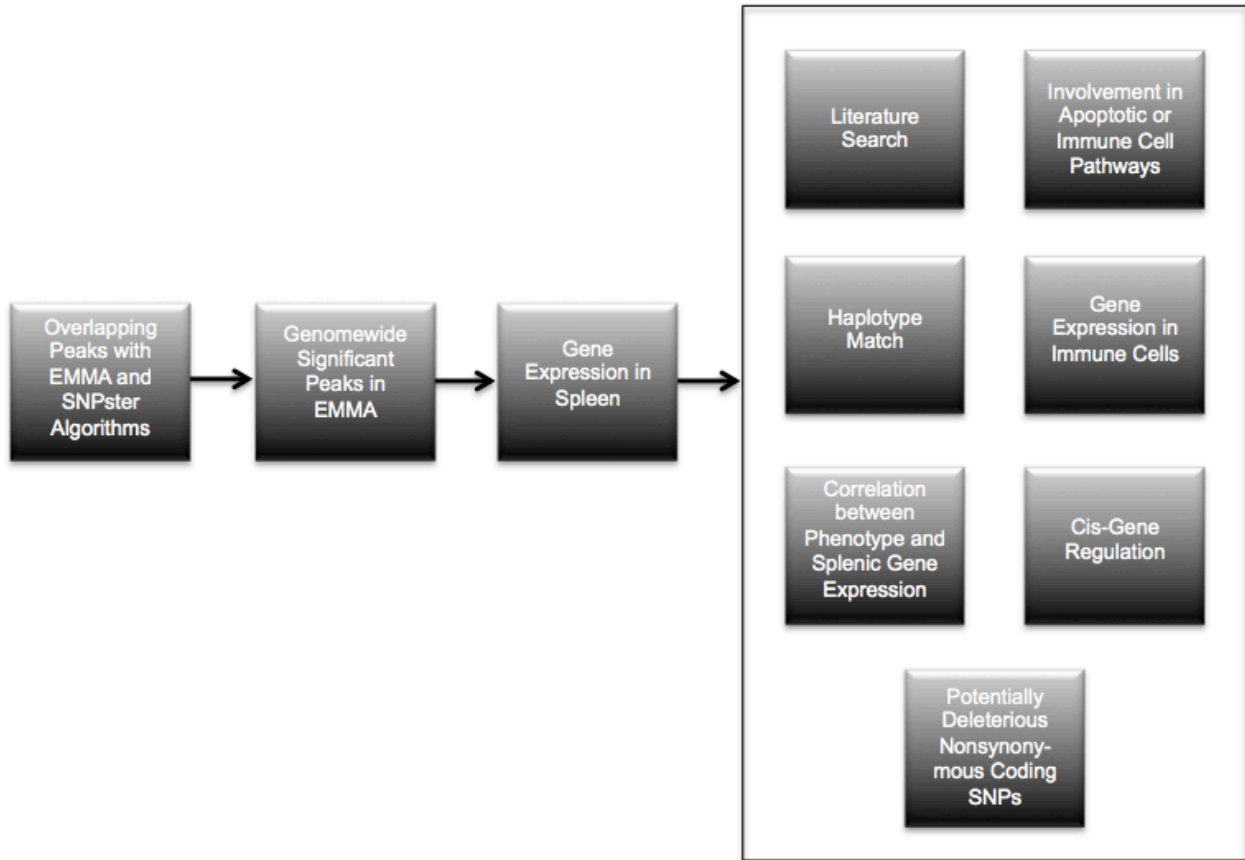 Overlapping
Peaks with
EMMA and
SNPster
Algorithms
Genomewide
Significant
Peaks in
EMMA
Gene
Expression in
Spleen
Literature
Search
Involvement in
Apoptotic or
Immune Cell
Pathways
Haplotype
Match
Gene
Expression in
Immune Cells
Correlation
between
Phenotype and
Splenic Gene
Expression
Cis-Gene
Regulation
Potentially
Deleterious
Nonsynony-
mous Coding
SNPs